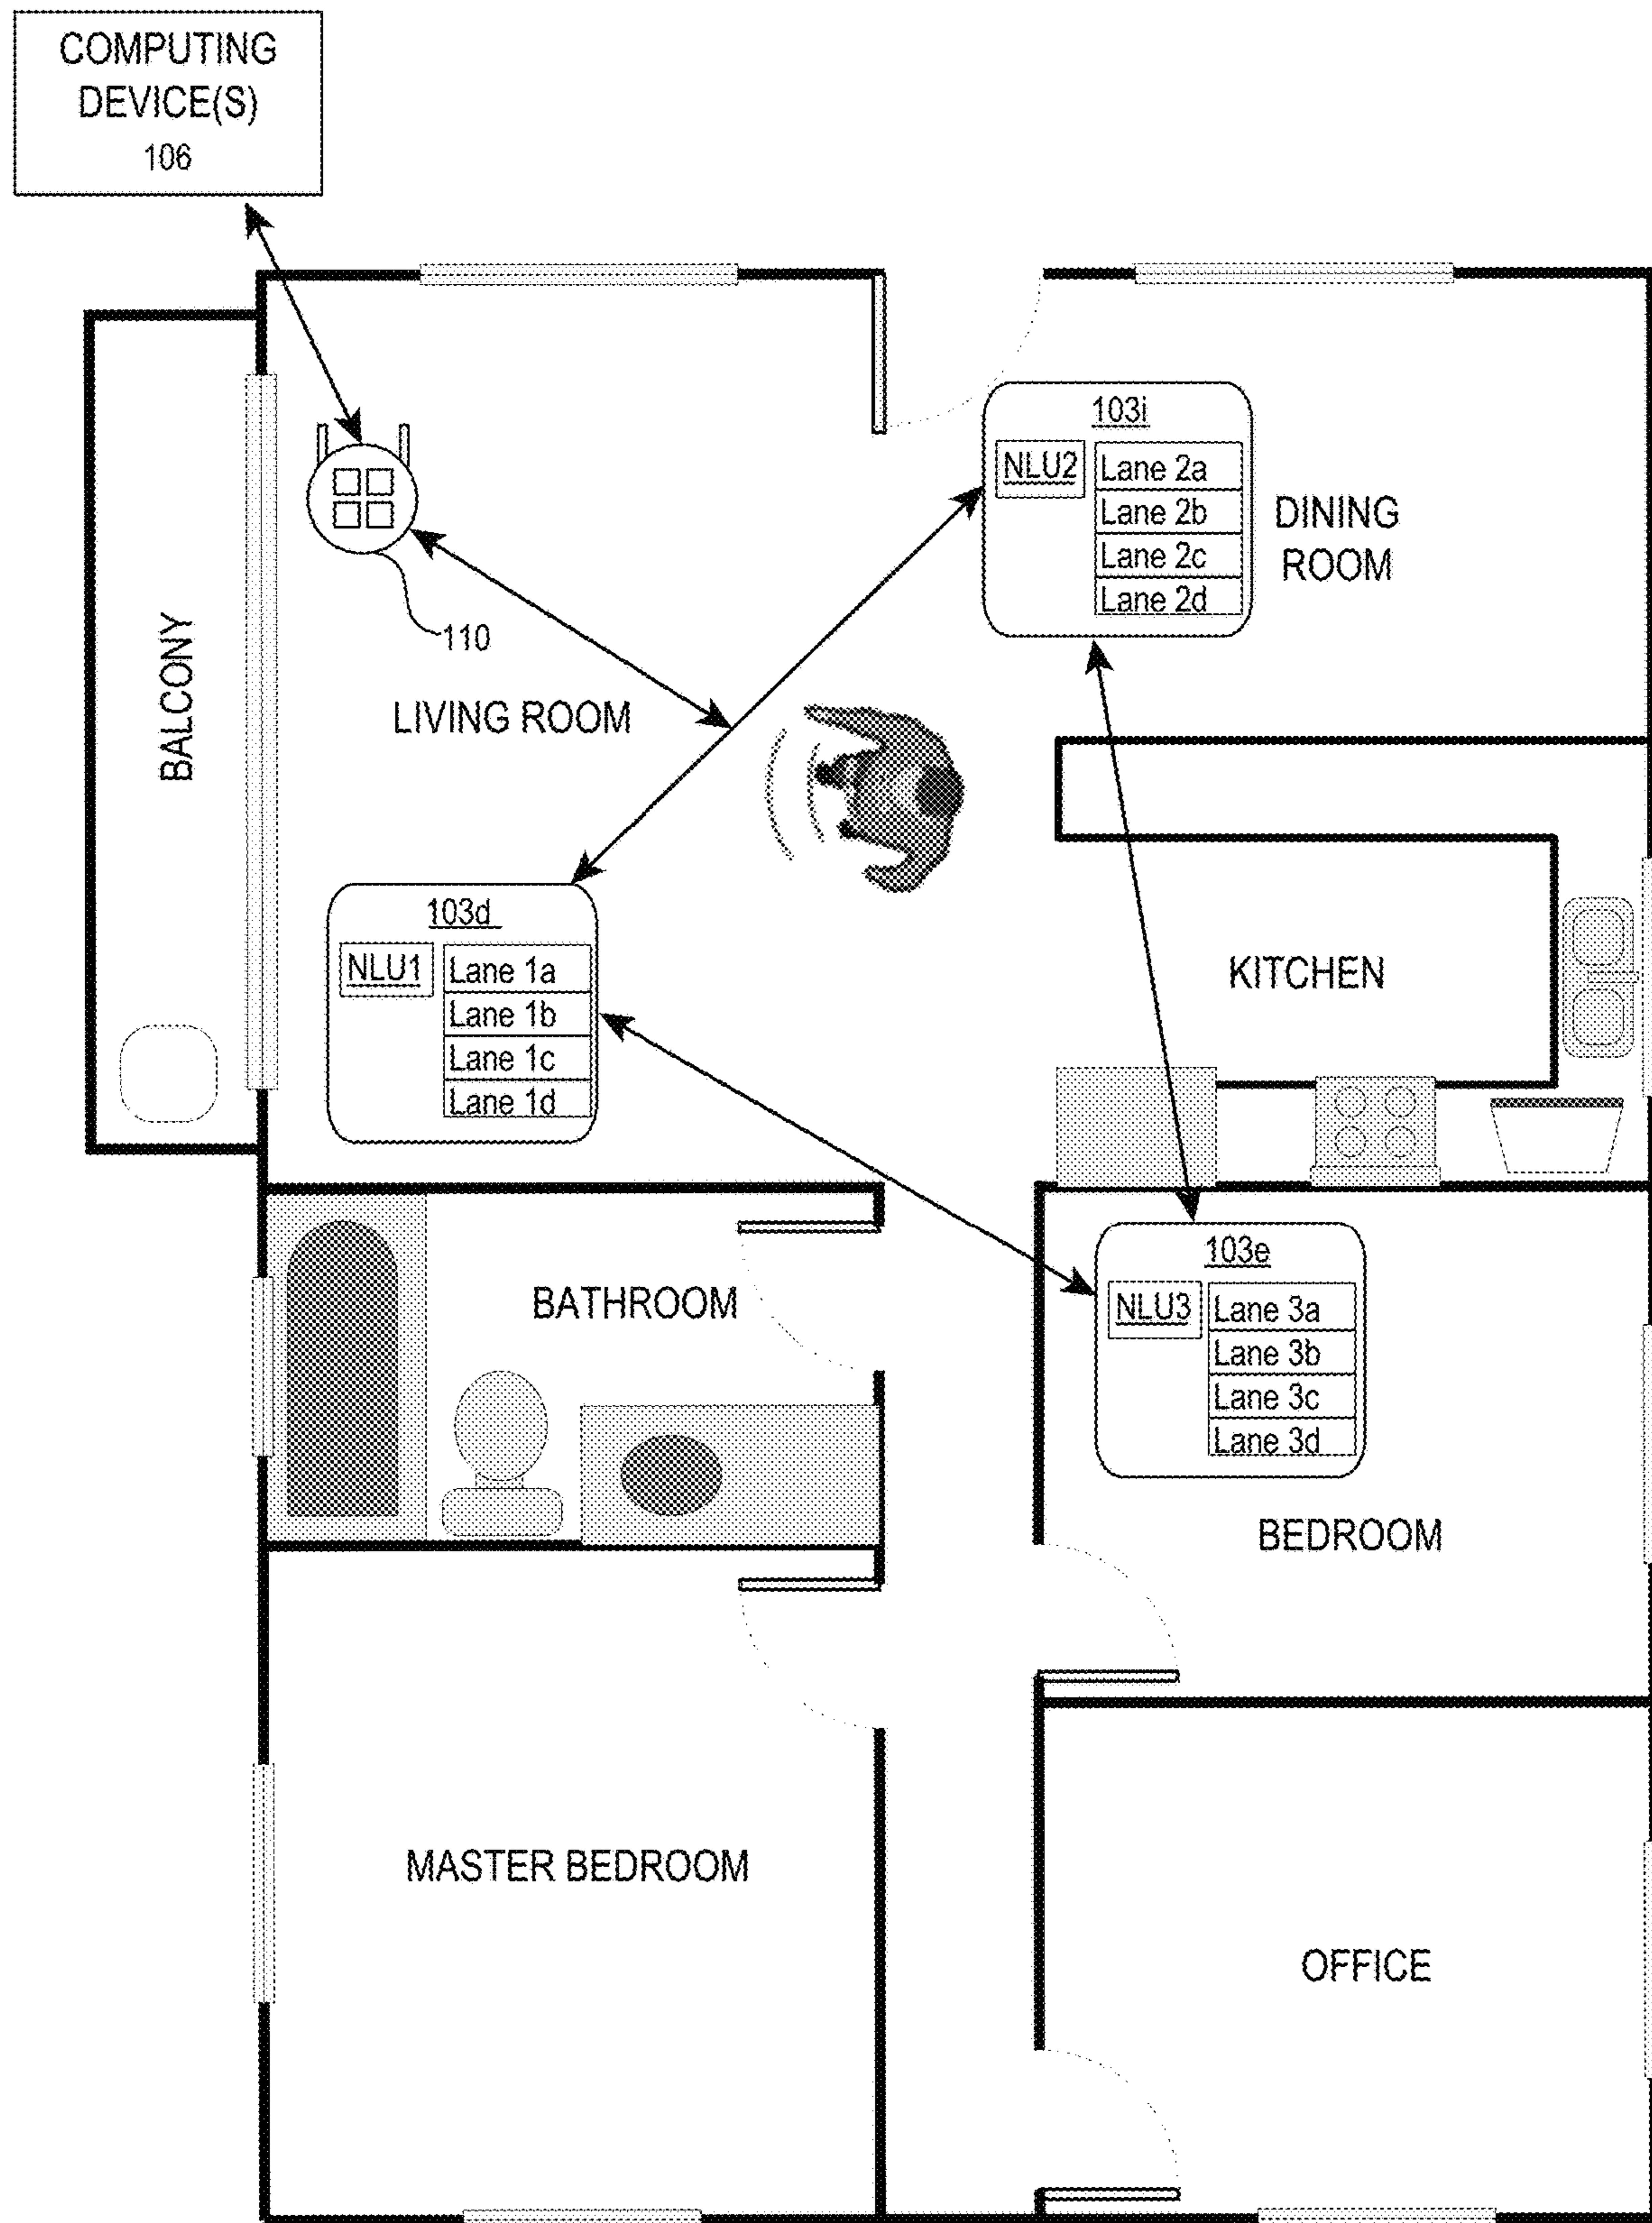 COMPUTING
DEVICE(S)
106
103i
NLU2
Lane 2a
Lane 2b
Lane 2c
Lane 2d
DINING
ROOM
110
BALCONY
LIVING ROOM
103d
NLU1
Lane 1a
Lane 1b
Lane 1c
Lane 1d
KITCHEN
103e
NLU3
Lane 3a
Lane 3b
Lane 3c
Lane 3d
BATHROOM
BEDROOM
MASTER BEDROOM
OFFICE